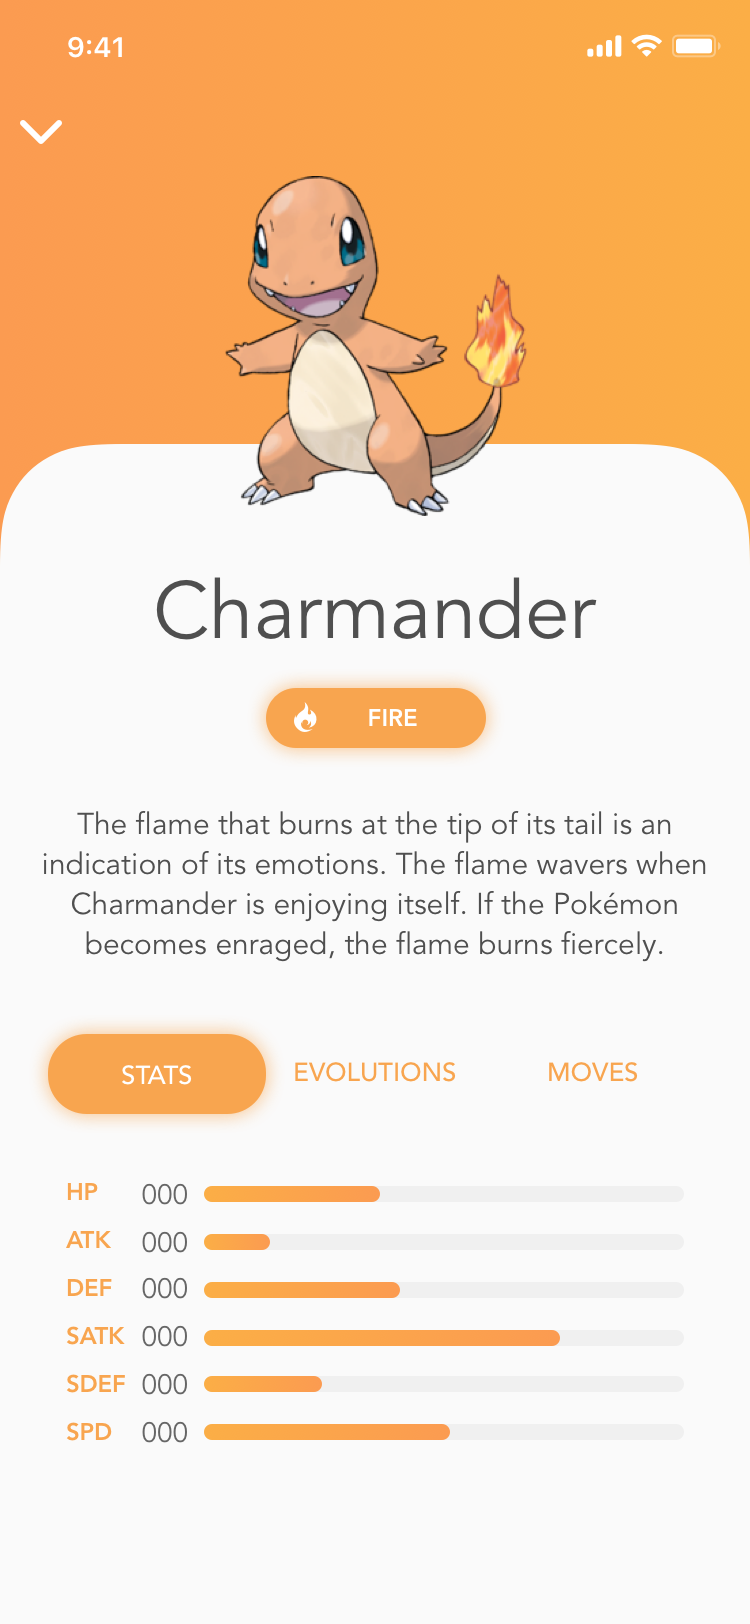 9:41
Charmander
FIRE
The flame that burns at the tip of its tail is an
indication of its emotions. The flame wavers when
Charmander is enjoying itself. If the Pokémon
becomes enraged, the flame burns fiercely.
STATS EVOLUTIONS MOVES
HP 000
ATK 000
DEF 000
SATK 000
SDEF 000
SPD 000